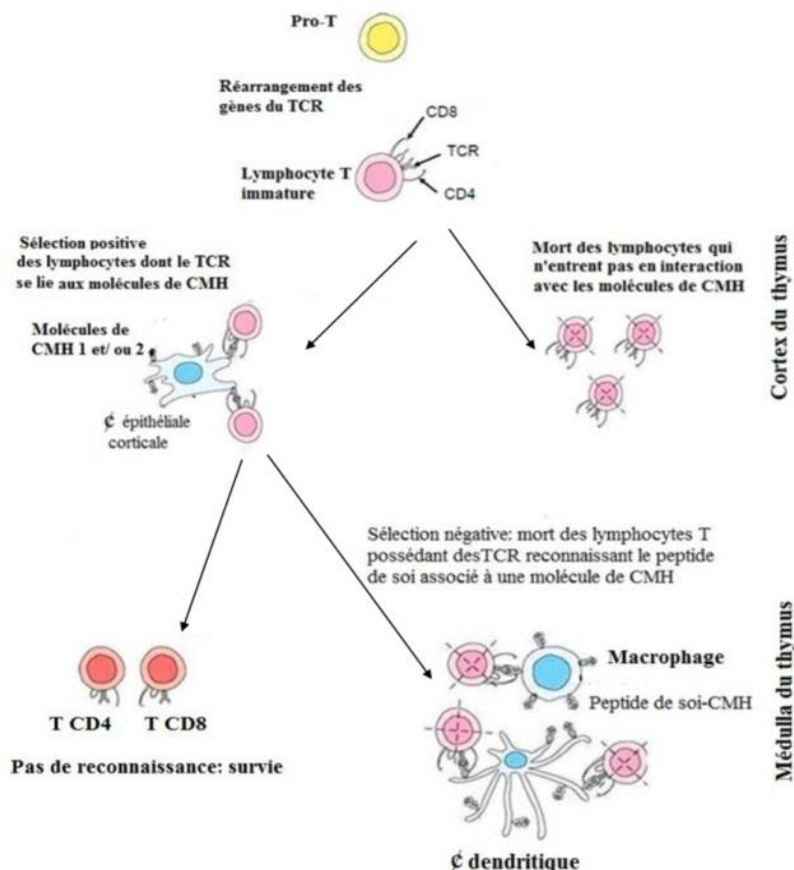 Pro-T
Réarrangement des
gènes du TCR
CD8
TCR
Lymphocyte T
immature
CD4
Sélection positive
des lymphocytes dont le TCR
se lie aux molécules de CMH
Mort des lymphocytes qui
n'entrent pas en interaction
avec les molécules de CMH
Molécules de
CMH 1 et/ ou 2
¢ épithéliale
corticale
Cortex du thymus
Sélection négative: mort des lymphocytes T
possédant desTCR reconnaissant le peptide
de soi associé à une molécule de CMH
Macrophage
Peptide de soi-CMH
T CD4
T CD8
Pas de reconnaissance: survie
¢ dendritique
Médulla du thymus